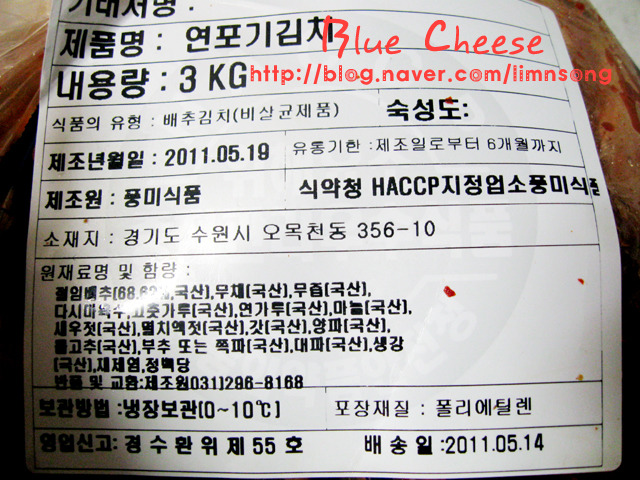 기대저명 :
제품명 : 연포기김치
Blue Cheese
내용량 : 3 KG
http://blog.naver.com/limnsong
식품의 유형 : 배추김치(비살균제품) 숙성도:
제조년월일 : 2011.05.19 유통기한 :제조일로부터 6개월까지
제조원 : 풍미식품 식약청 HACCP지정업소풍미식품
소재지 : 경기도 수원시 오목천동 356-10
원재료명 및 함량 :
절임배추(68.69%,국산),무채(국산),무즙(국산),
다시마육수,고춧가루(국산),연가루(국산),마늘(국산),
새우젓(국산),멸치액젓(국산),갓(국산),양파(국산),
홍고추(국산),부추 또는 쪽파(국산),대파(국산),생강
(국산),재제염,정백당
반품 및 교환:제조원031)296-8168
보관방법 :냉장보관(0~10℃) 포장재질 : 폴리에틸렌
영업신고: 경 수 환 위 제 55 호 배 송 일 :2011.05.14